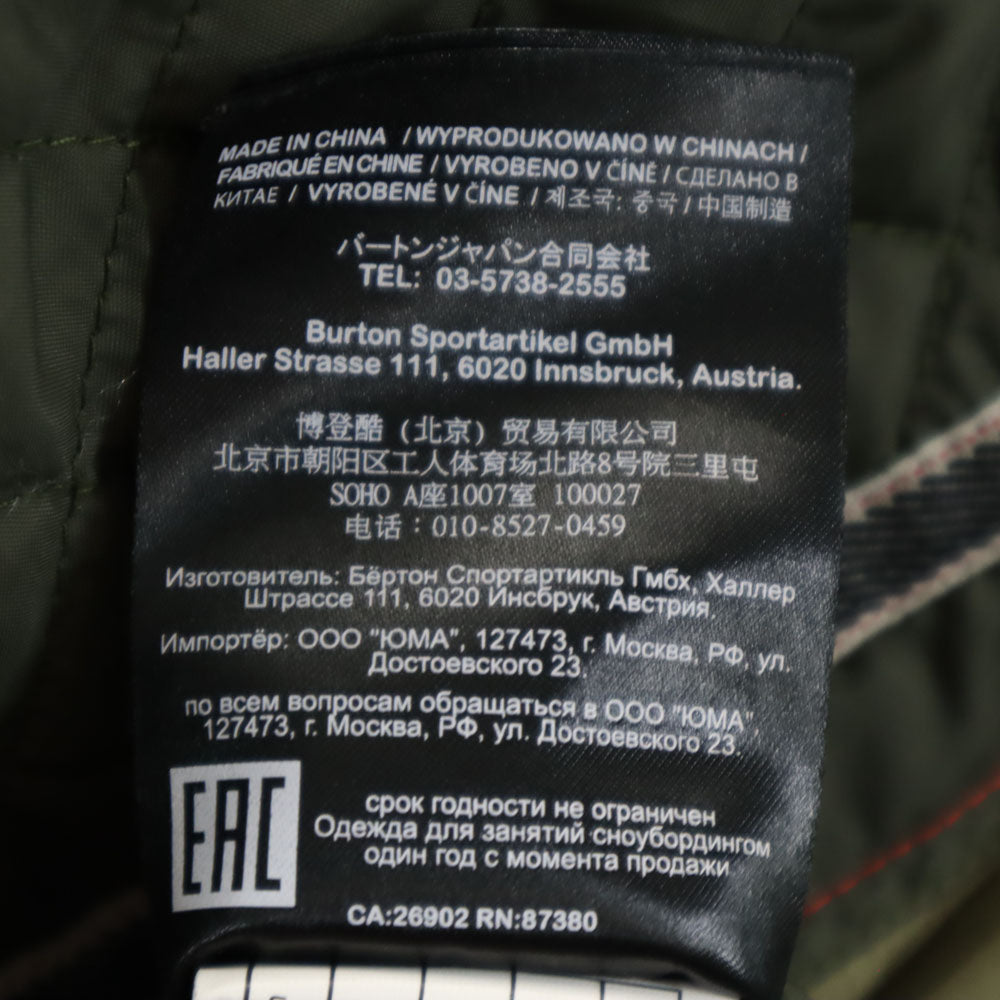 MADE IN CHINA / WYPRODUKOWANO W CHINACH /
FABRIQUÉ EN CHINE / VYROBENO V ČÍNĚ / СДЕЛАНО В
КИТАЕ / VYROBENÉ V ČÍNE / 제조국: 중국 / 中国制造
バートンジャパン合同会社
TEL: 03-5738-2555
Burton Sportartikel GmbH
Haller Strasse 111, 6020 Innsbruck, Austria.
博登酷 (北京) 贸易有限公司
北京市朝阳区工人体育场北路8号院三里屯
SOHO A座1007室 100027
电话：010-8527-0459
Изготовитель: Бёртон Спортартикль Гмбх, Халлер
Штрассе 111, 6020 Инсбрук, Австрия
Импортёр: ООО "ЮМА", 127473, г. Москва, РФ, ул.
Достоевского 23.
по всем вопросам обращаться в ООО "ЮМА",
127473, г. Москва, РФ, ул. Достоевского 23.
EAC
срок годности не ограничен
Одежда для занятий сноубордингом
один год с момента продажи
CA:26902 RN:87380